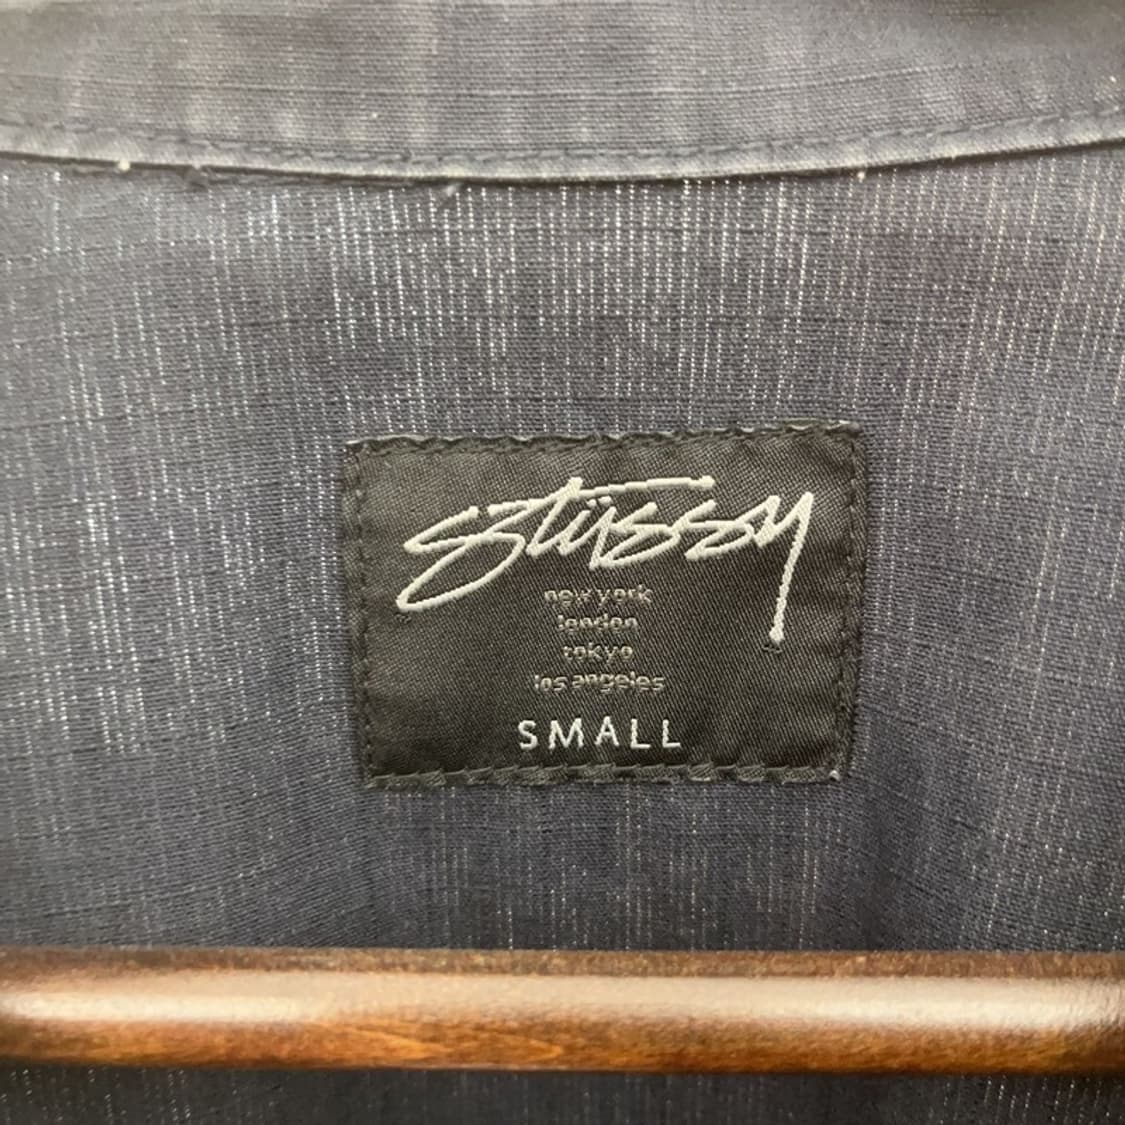 stüssy
new york
london
tokyo
los angeles
SMALL